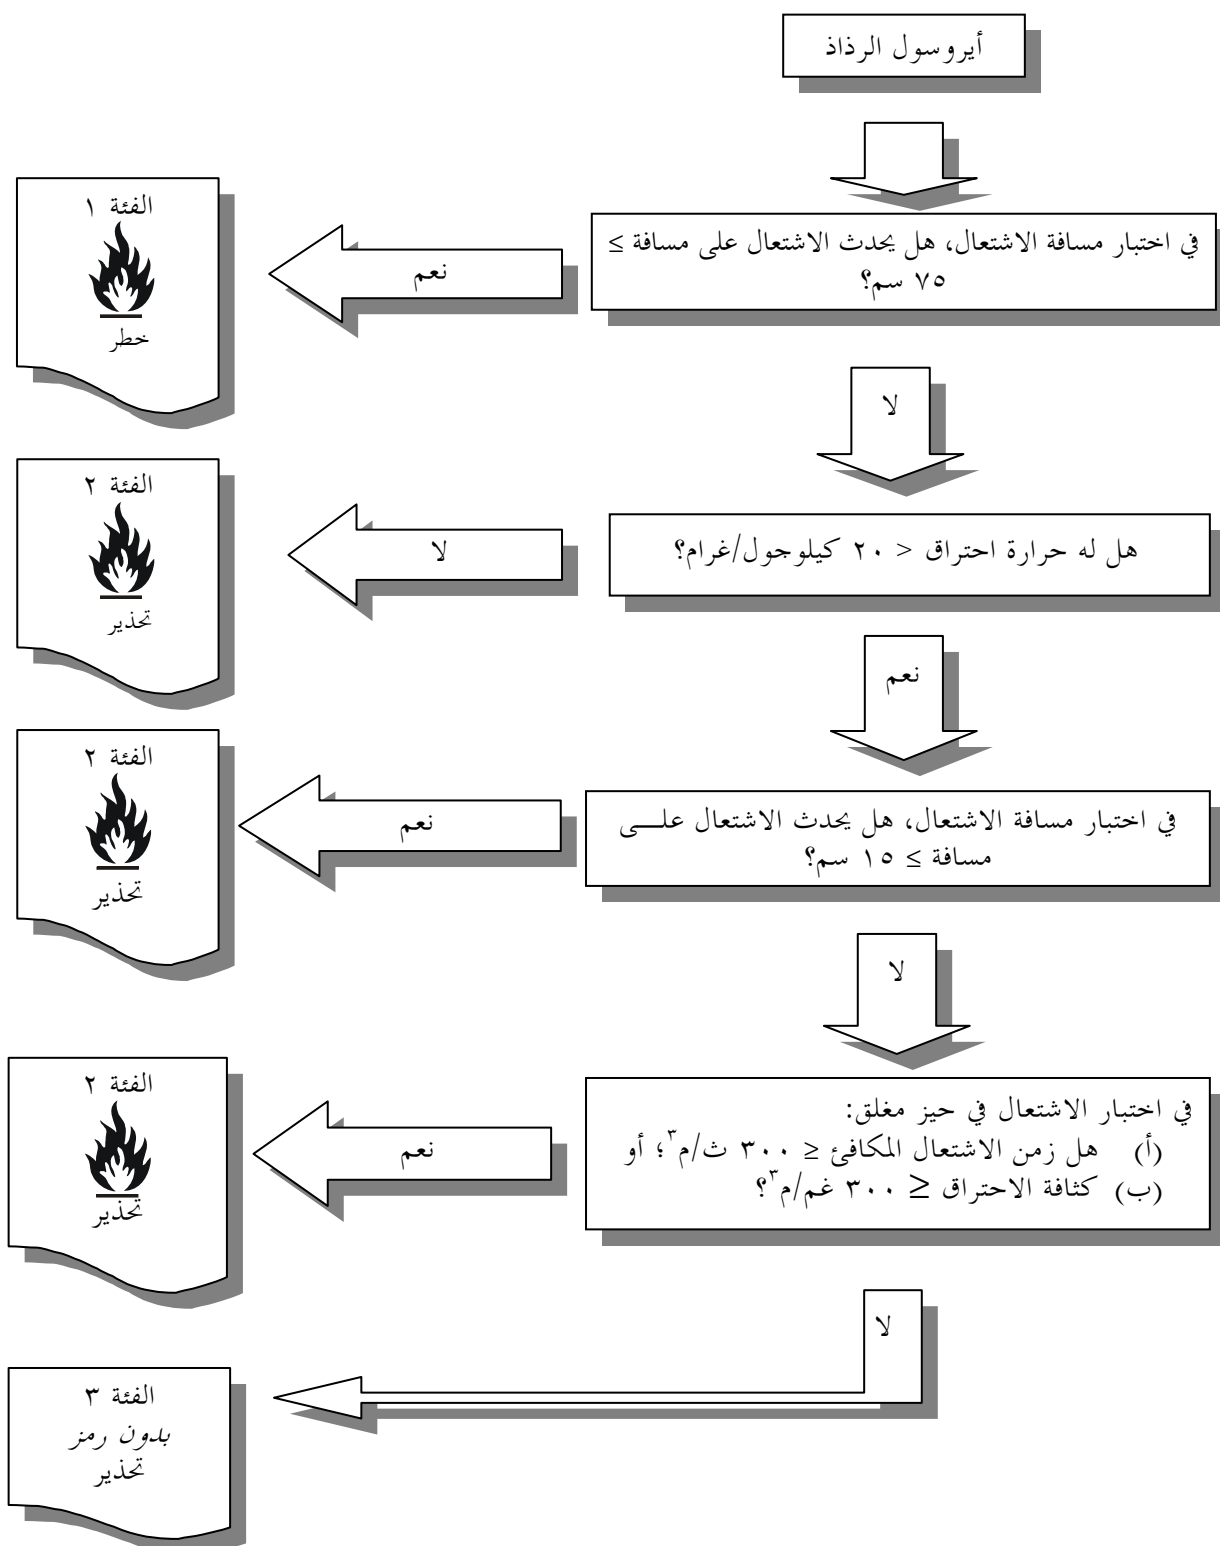 أيروسول الرذاذ
في اختبار مسافة الاشتعال، هل يحدث الاشتعال على مسافة ≥
٧٥ سم؟
نعم
الفئة ١
خطر
لا
هل له حرارة احتراق < ٢٠ كيلوجول/غرام؟
لا
الفئة ٢
تحذير
نعم
في اختبار مسافة الاشتعال، هل يحدث الاشتعال علـــى
مسافة ≥ ١٥ سم؟
نعم
الفئة ٢
تحذير
لا
في اختبار الاشتعال في حيز مغلق:
(أ) هل زمن الاشتعال المكافئ ≤ ٣٠٠ ث/م٣؛ أو
(ب) كثافة الاحتراق ≤ ٣٠٠ غم/م٣؟
نعم
الفئة ٢
تحذير
لا
الفئة ٣
بدون رمز
تحذير